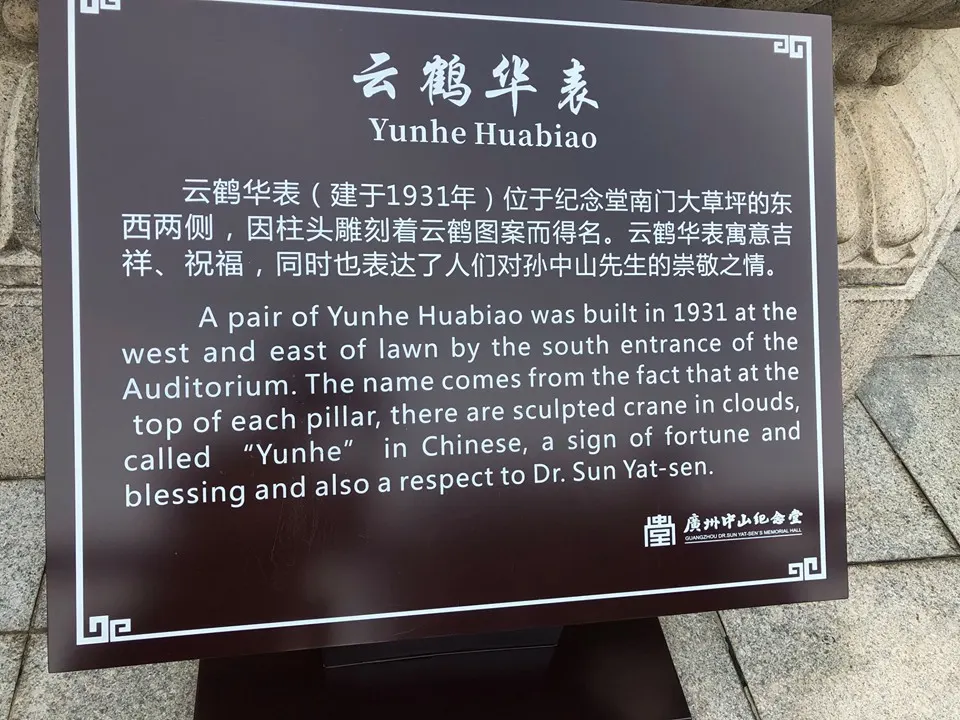 云鹤华表
Yunhe Huabiao
云鹤华表（建于1931年）位于纪念堂南门大草坪的东
西两侧，因柱头雕刻着云鹤图案而得名。云鹤华表寓意吉
祥、祝福，同时也表达了人们对孙中山先生的崇敬之情。
A pair of Yunhe Huabiao was built in 1931 at the
west and east of lawn by the south entrance of the
Auditorium. The name comes from the fact that at the
top of each pillar, there are sculpted crane in clouds,
called “Yunhe” in Chinese, a sign of fortune and
blessing and also a respect to Dr. Sun Yat-sen.
廣州中山纪念堂
GUANGZHOU DR.SUN YAT-SEN'S MEMORIAL HALL